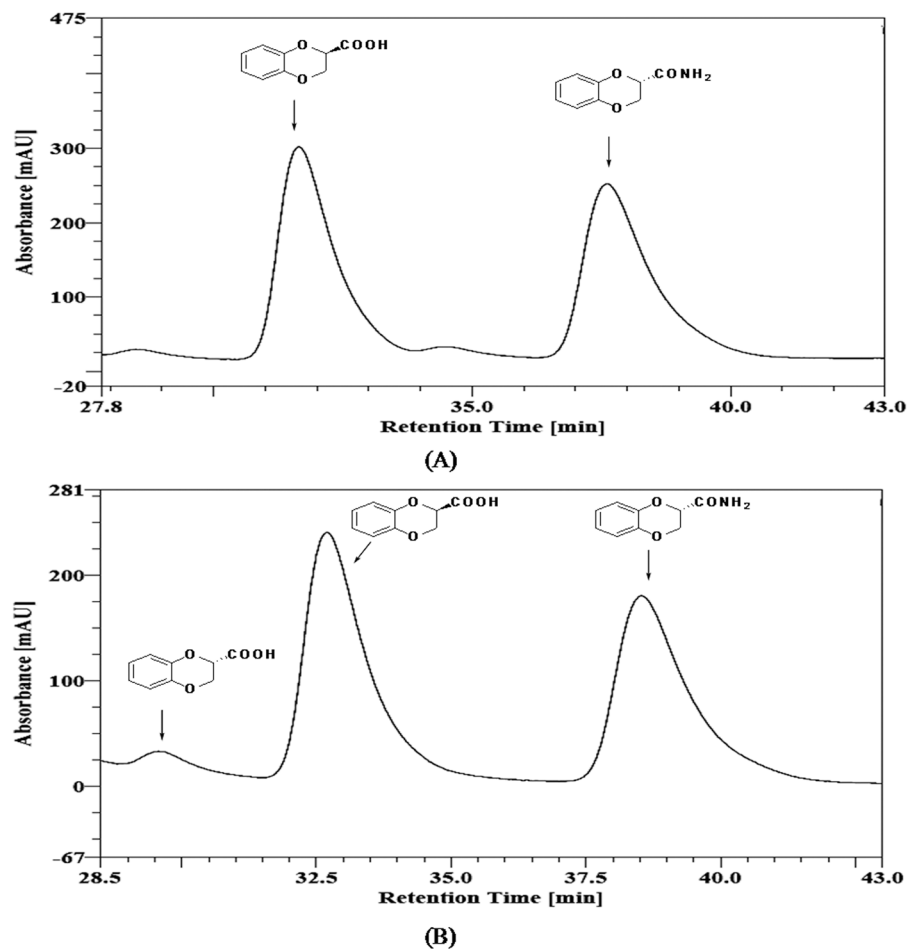 475
300
200
100
-20
Absorbance [mAU]
O
O
COOH
O
O
CONH2
27.8
35.0
40.0
43.0
Retention Time [min]
(A)
281
200
100
0
-67
Absorbance [mAU]
O
O
COOH
O
O
COOH
O
O
CONH2
28.5
32.5
35.0
37.5
40.0
43.0
Retention Time [min]
(B)